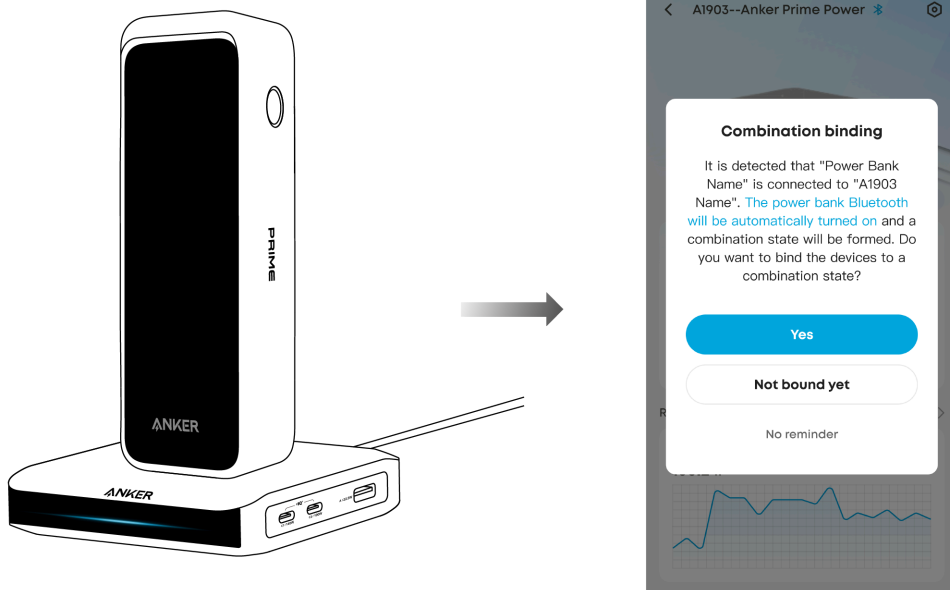 PRIME
ANKER
ANKER
A1903--Anker Prime Power
Combination binding
It is detected that "Power Bank
Name" is connected to "A1903
Name". The power bank Bluetooth
will be automatically turned on and a
combination state will be formed. Do
you want to bind the devices to a
combination state?
Yes
Not bound yet
No reminder
R